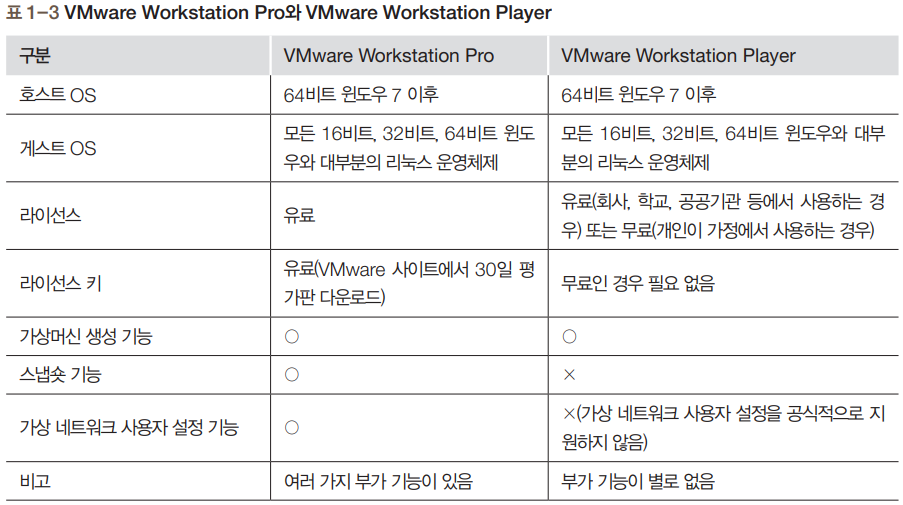 표 1-3 VMware Workstation Pro와 VMware Workstation Player
구분 VMware Workstation Pro VMware Workstation Player
호스트 OS 64비트 윈도우 7 이후 64비트 윈도우 7 이후
게스트 OS 모든 16비트, 32비트, 64비트 윈도 모든 16비트, 32비트, 64비트 윈도우와 대부
우와 대부분의 리눅스 운영체제 분의 리눅스 운영체제
라이선스 유료 유료(회사, 학교, 공공기관 등에서 사용하는 경
우) 또는 무료(개인이 가정에서 사용하는 경우)
라이선스 키 유료(VMware 사이트에서 30일 평 무료인 경우 필요 없음
가판 다운로드)
가상머신 생성 기능 ○ ○
스냅숏 기능 ○ ×
가상 네트워크 사용자 설정 기능 ○ ×(가상 네트워크 사용자 설정을 공식적으로 지
원하지 않음)
비고 여러 가지 부가 기능이 있음 부가 기능이 별로 없음